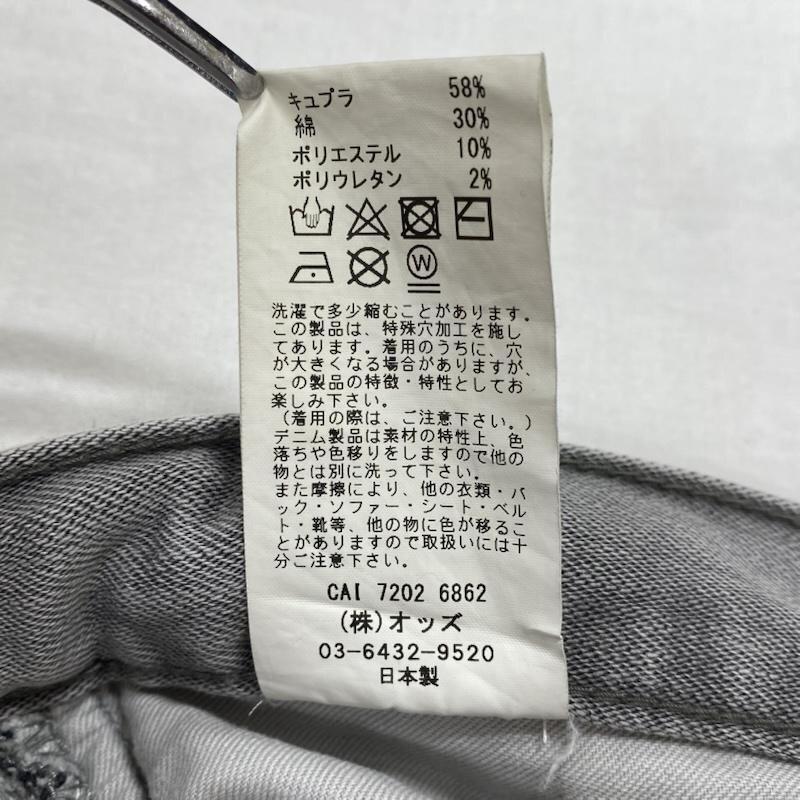 キュプラ 58%
綿 30%
ポリエステル 10%
ポリウレタン 2%
W
洗濯で多少縮むことがあります。
この製品は、特殊穴加工を施し
てあります。着用のうちに、穴
が大きくなる場合がありますが、
この製品の特徴・特性としてお
楽しみ下さい。
(着用の際は、ご注意下さい。)
デニム製品は素材の特性上、色
落ちや色移りをしますので他の
物とは別に洗って下さい。
また摩擦により、他の衣類・バ
ック・ソファー・シート・ベル
ト・靴等、他の物に色が移るこ
とがありますので取扱いには十
分ご注意下さい。
CAI 7202 6862
(株)オッズ
03-6432-9520
日本製